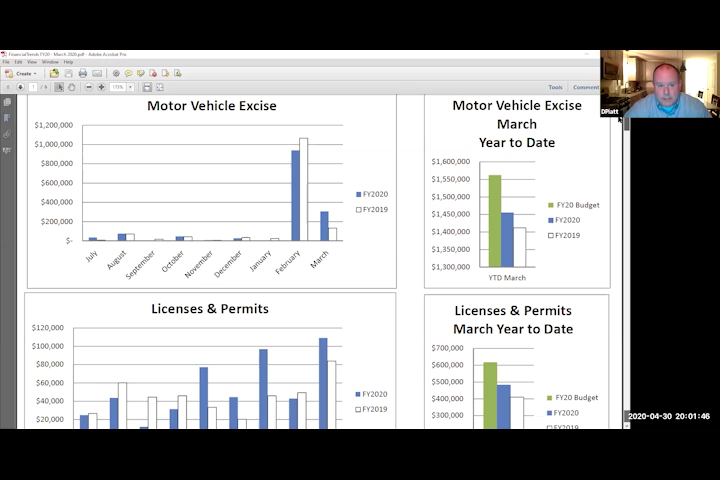 FinancialTrends FY20 - March 2020.pdf - Adobe Acrobat Pro
File Edit View Window Help
Create
1 / 8
173%
Tools
Comment
DPiatt
Motor Vehicle Excise
$1,200,000
$1,000,000
$800,000
$600,000
$400,000
$200,000
$-
July
August
September
October
November
December
January
February
March
FY2020
FY2019
Motor Vehicle Excise
March
Year to Date
$1,600,000
$1,550,000
$1,500,000
$1,450,000
$1,400,000
$1,350,000
$1,300,000
YTD March
FY20 Budget
FY2020
FY2019
Licenses & Permits
$120,000
$100,000
$80,000
$60,000
$40,000
$20,000
FY2020
FY2019
Licenses & Permits
March Year to Date
$700,000
$600,000
$500,000
$400,000
$300,000
FY20 Budget
FY2020
FY2019
2020-04-30 20:01:46